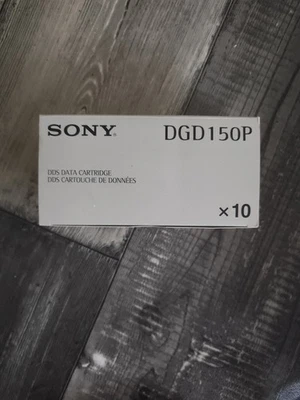 SONY® DGD150P
DDS DATA CARTRIDGE
DDS CARTOUCHE DE DONNÉES
×10